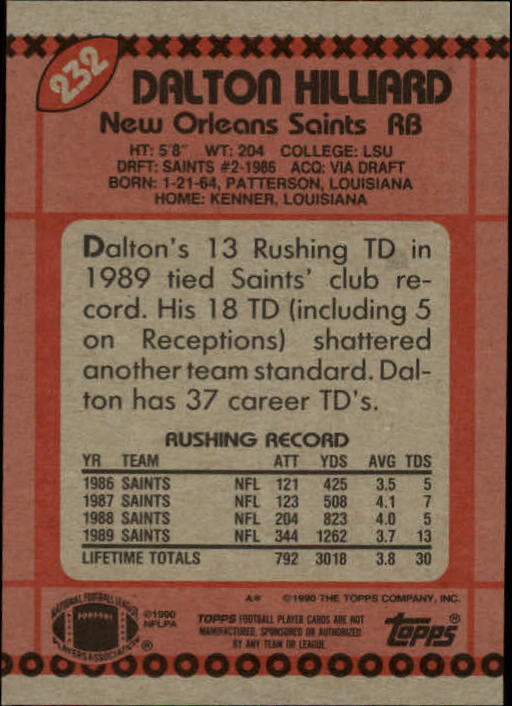 232
DALTON HILLIARD
New Orleans Saints RB
HT: 5'8" WT: 204 COLLEGE: LSU
DRFT: SAINTS #2-1986 ACQ: VIA DRAFT
BORN: 1-21-64, PATTERSON, LOUISIANA
HOME: KENNER, LOUISIANA
Dalton's 13 Rushing TD in
1989 tied Saints' club re-
cord. His 18 TD (including 5
on Receptions) shattered
another team standard. Dal-
ton has 37 career TD's.
RUSHING RECORD
YR TEAM ATT YDS AVG TDS
1986 SAINTS NFL 121 425 3.5 5
1987 SAINTS NFL 123 508 4.1 7
1988 SAINTS NFL 204 823 4.0 5
1989 SAINTS NFL 344 1262 3.7 13
LIFETIME TOTALS 792 3018 3.8 30
A* ©1990 THE TOPPS COMPANY, INC.
NATIONAL FOOTBALL LEAGUE
PLAYERS ASSOCIATION ®
©1990
NFLPA
TOPPS FOOTBALL PLAYER CARDS ARE NOT
MANUFACTURED, SPONSORED OR AUTHORIZED
BY ANY TEAM OR LEAGUE.
topps®